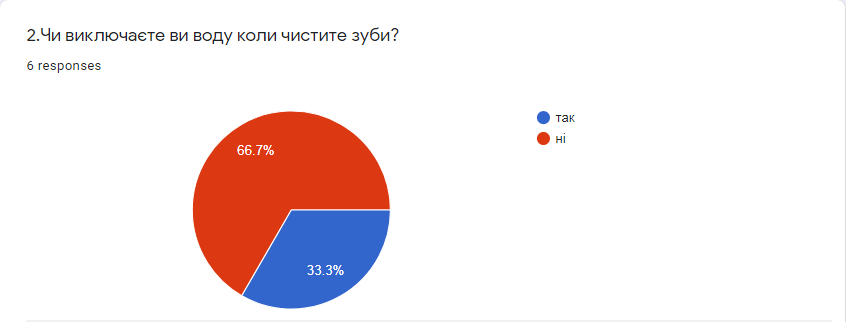 2.Чи виключаєте ви воду коли чистите зуби?
6 responses
так
ні
66.7%
33.3%